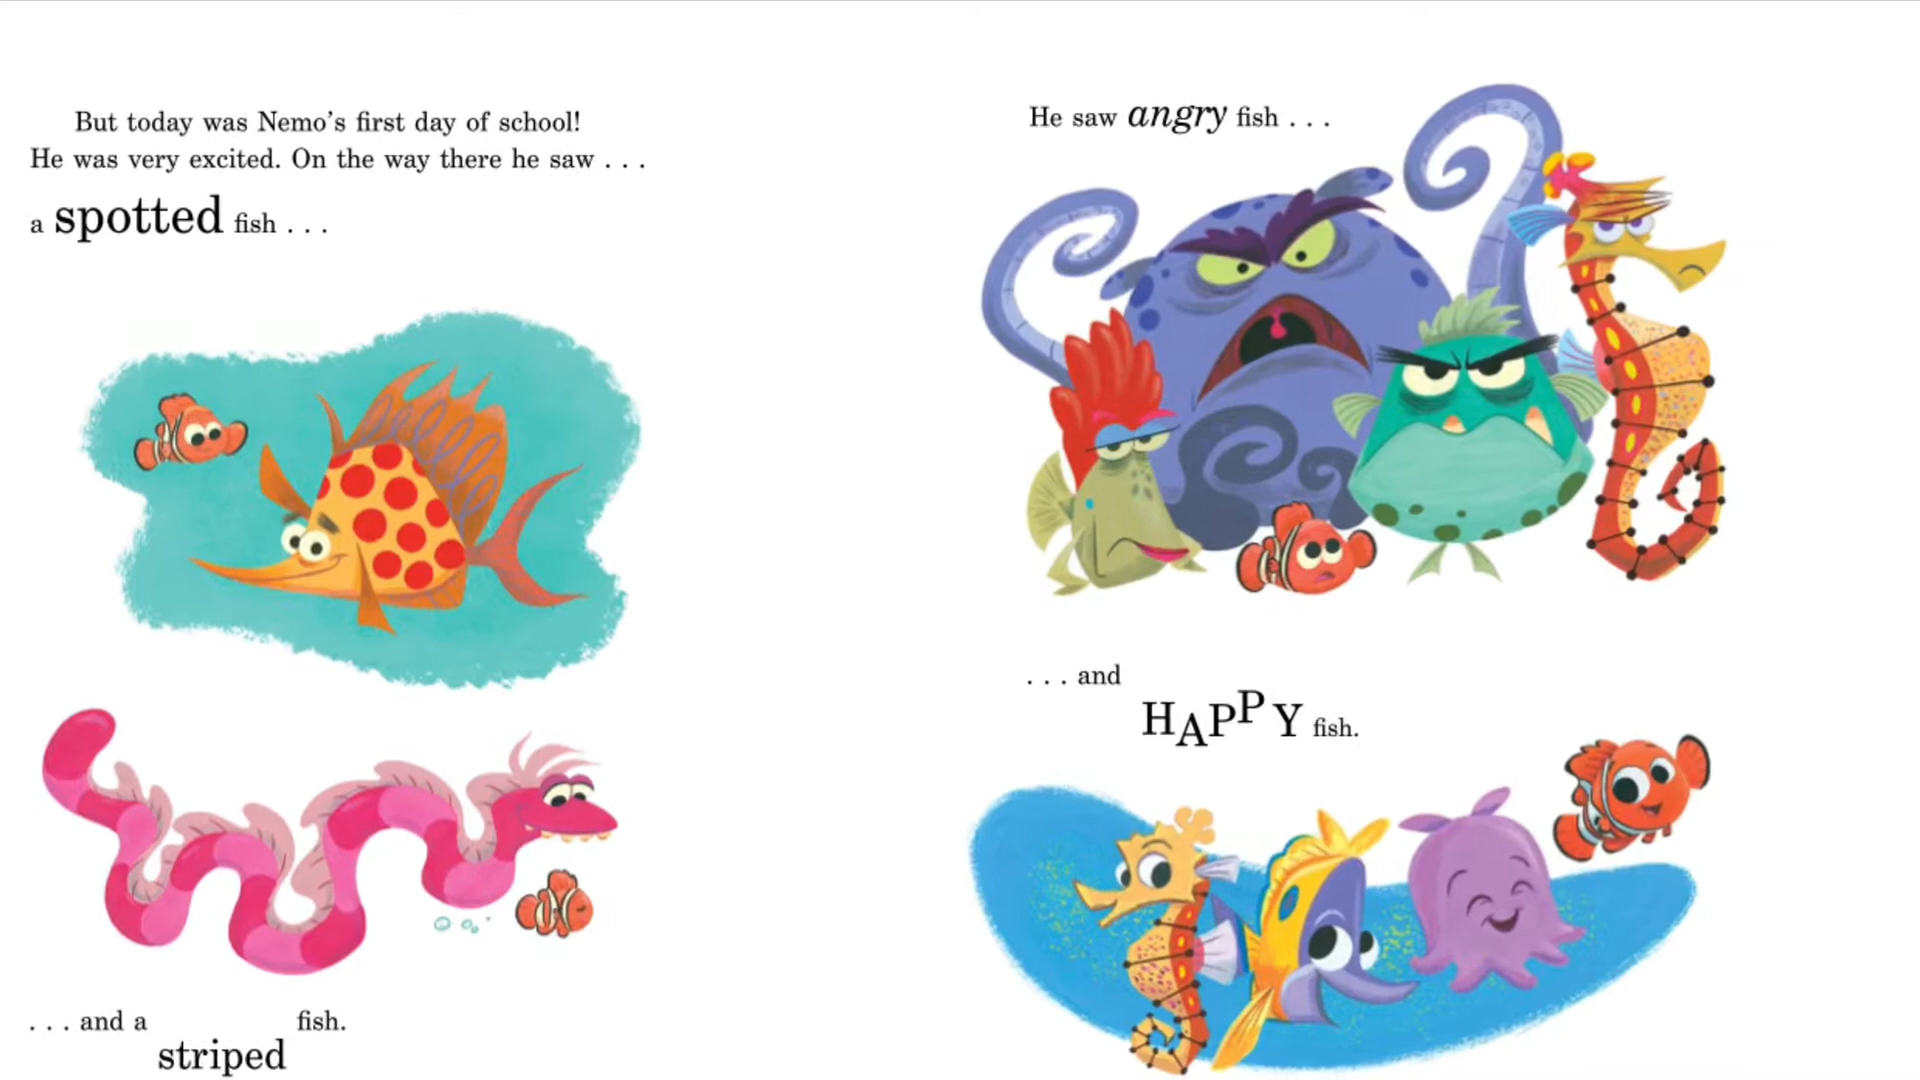 But today was Nemo’s first day of school!
He was very excited. On the way there he saw . . .
a spotted fish . . .
. . . and a striped fish.
He saw angry fish . . .
. . . and
HAPPY fish.